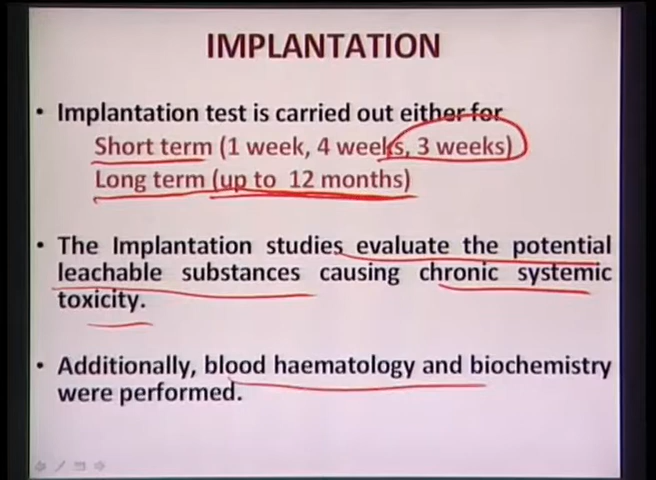 IMPLANTATION
• Implantation test is carried out either for
Short term (1 week, 4 weeks, 3 weeks)
Long term (up to 12 months)
• The Implantation studies evaluate the potential
leachable substances causing chronic systemic
toxicity.
• Additionally, blood haematology and biochemistry
were performed.